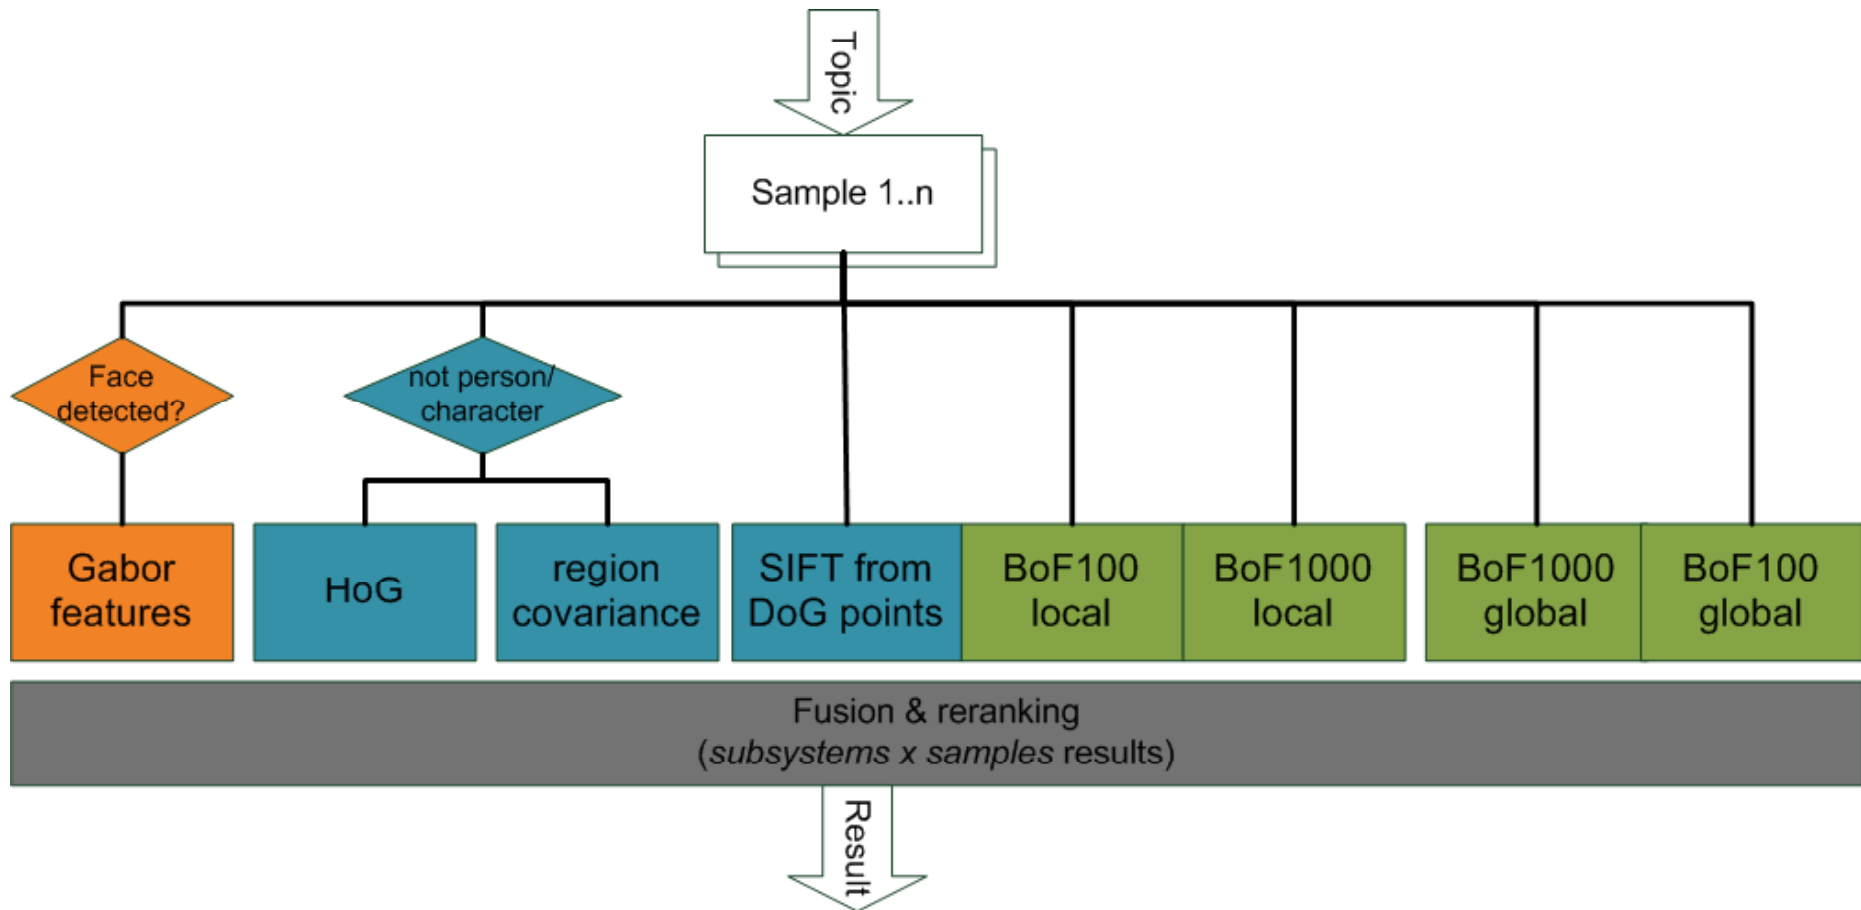 Topic
Sample 1..n
Face
detected?
not person/
character
Gabor
features
HoG
region
covariance
SIFT from
DoG points
BoF100
local
BoF1000
local
BoF1000
global
BoF100
global
Fusion & reranking
(subsystems x samples results)
Result